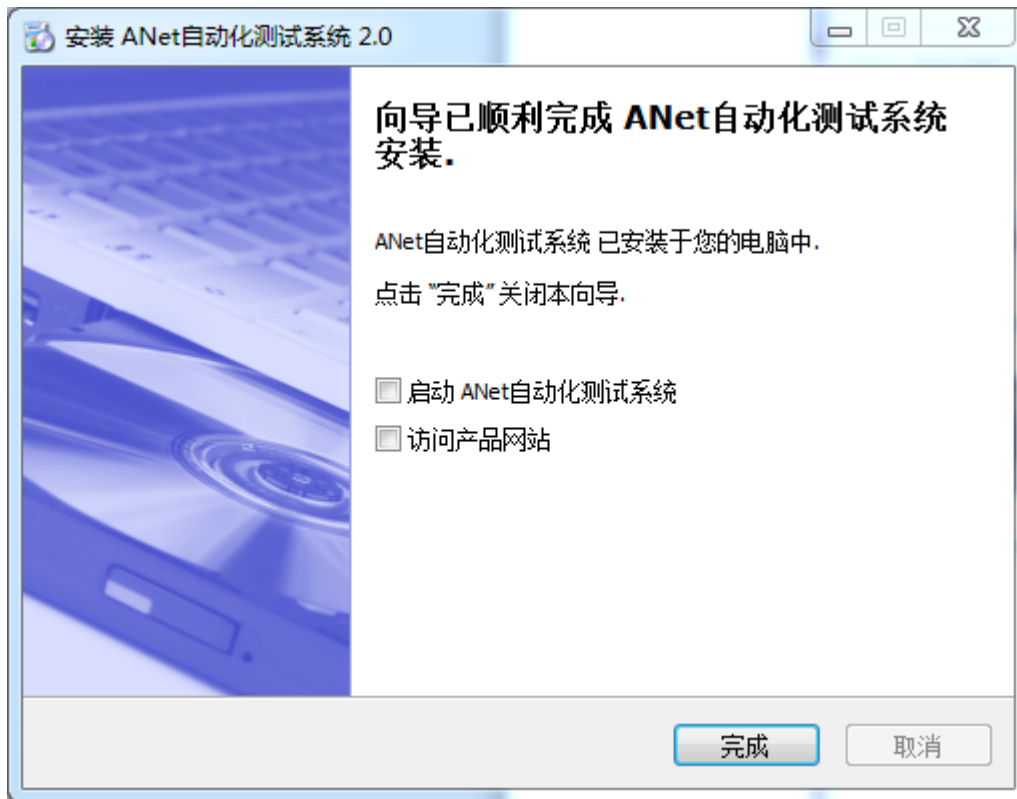 安装 ANet自动化测试系统 2.0
向导已顺利完成 ANet自动化测试系统
安装.
ANet自动化测试系统 已安装于您的电脑中.
点击 "完成" 关闭本向导.
启动 ANet自动化测试系统
访问产品网站
完成
取消